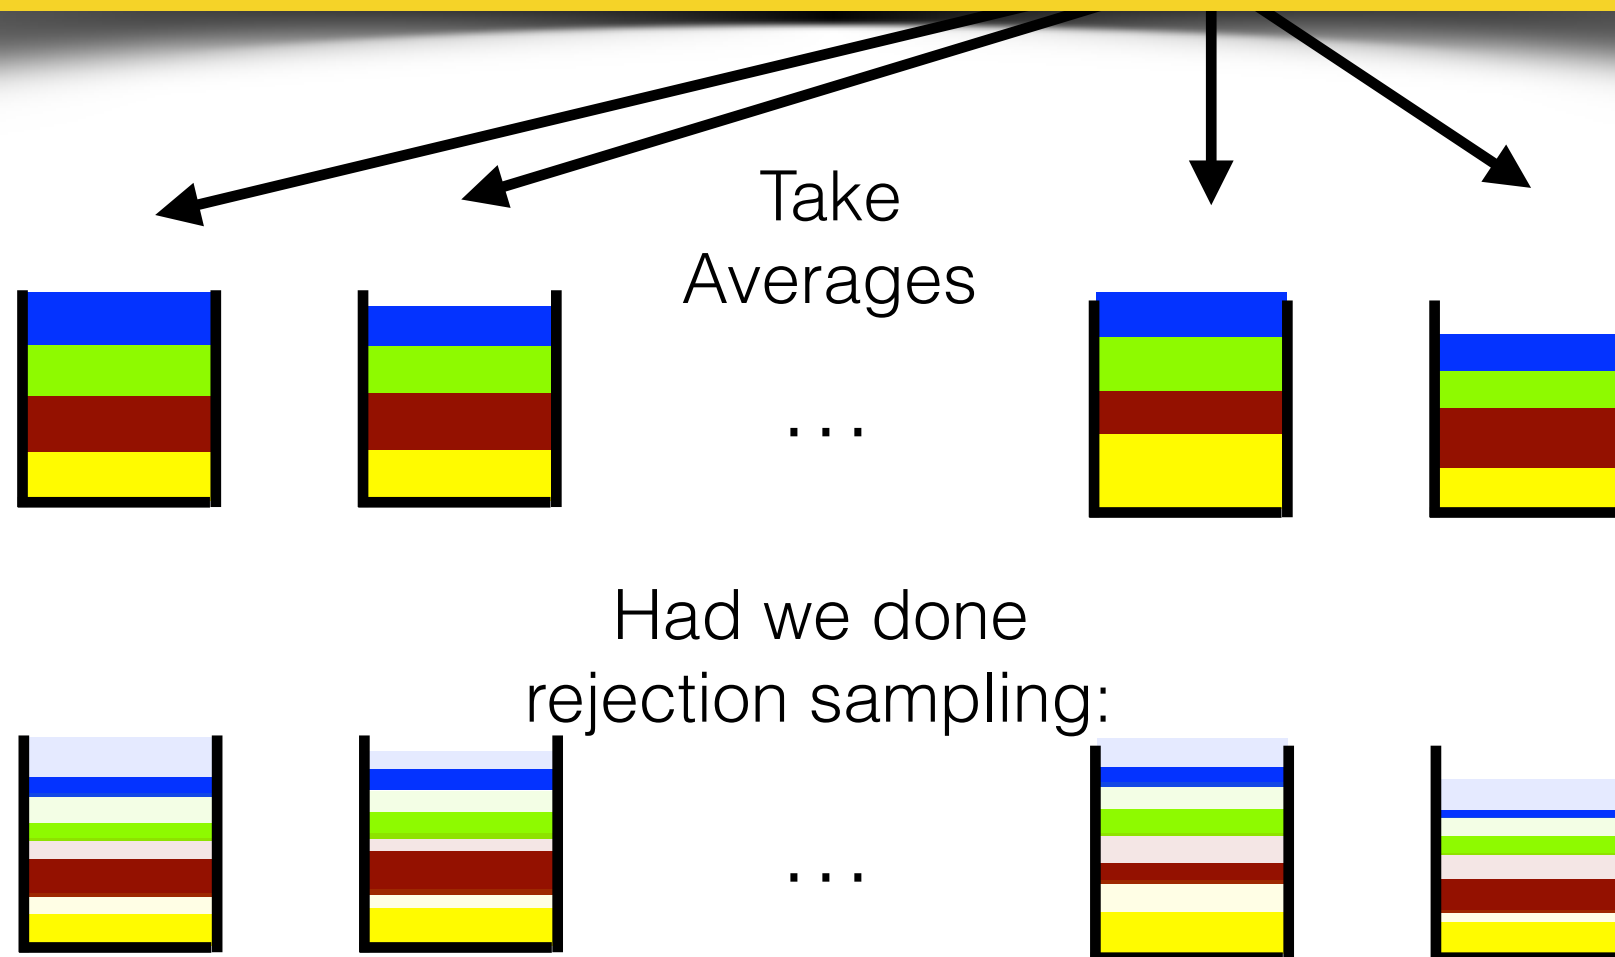 Take
Averages
...
Had we done
rejection sampling:
...